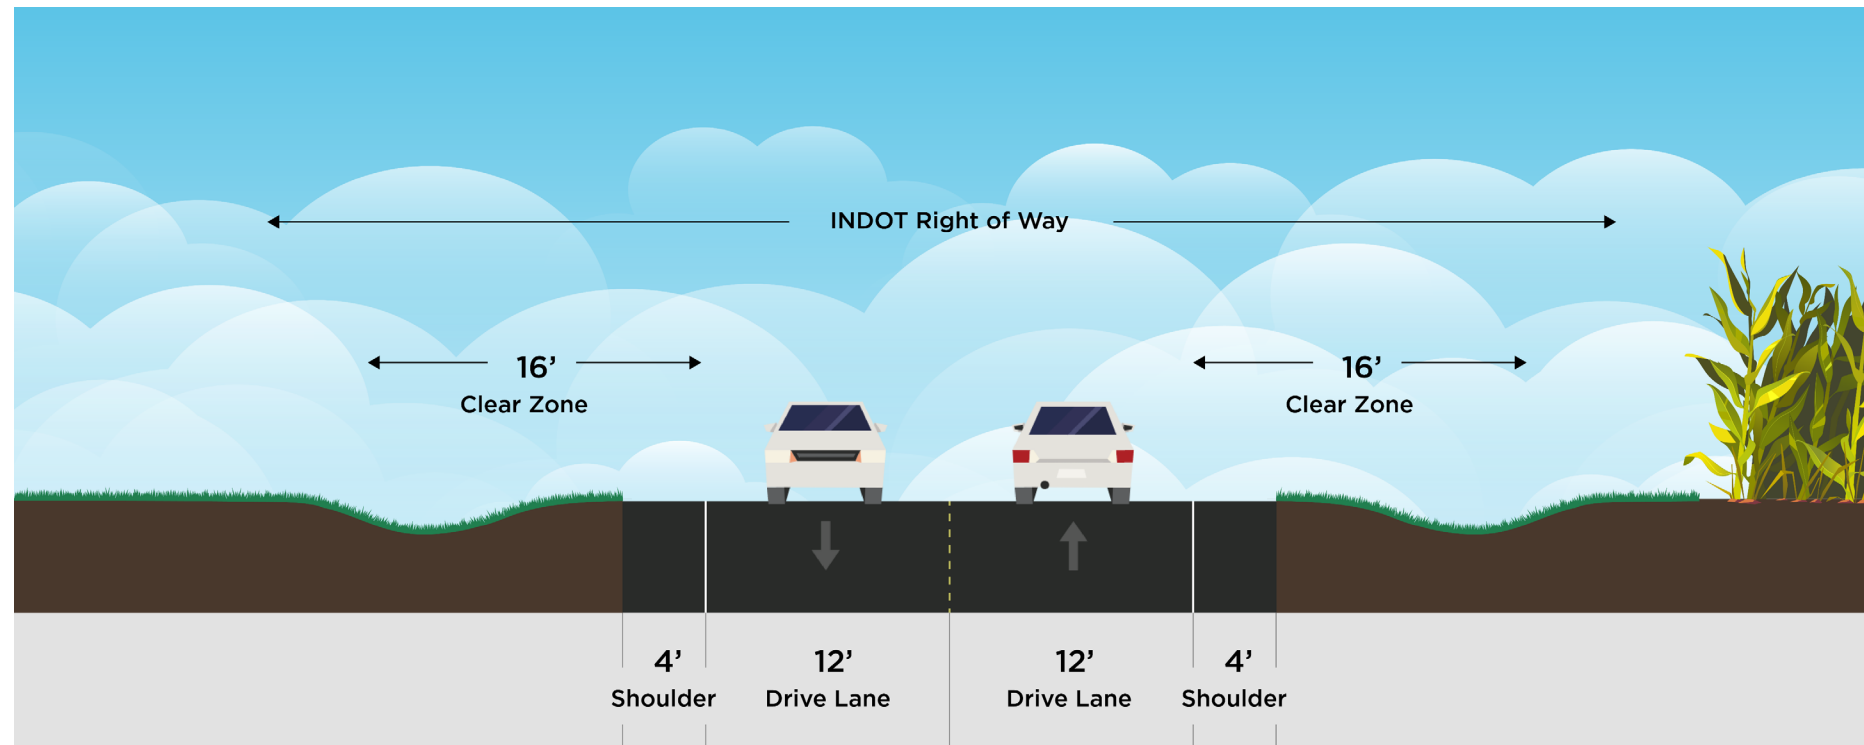 INDOT Right of Way
16’
Clear Zone
16’
Clear Zone
4’
Shoulder
12’
Drive Lane
12’
Drive Lane
4’
Shoulder